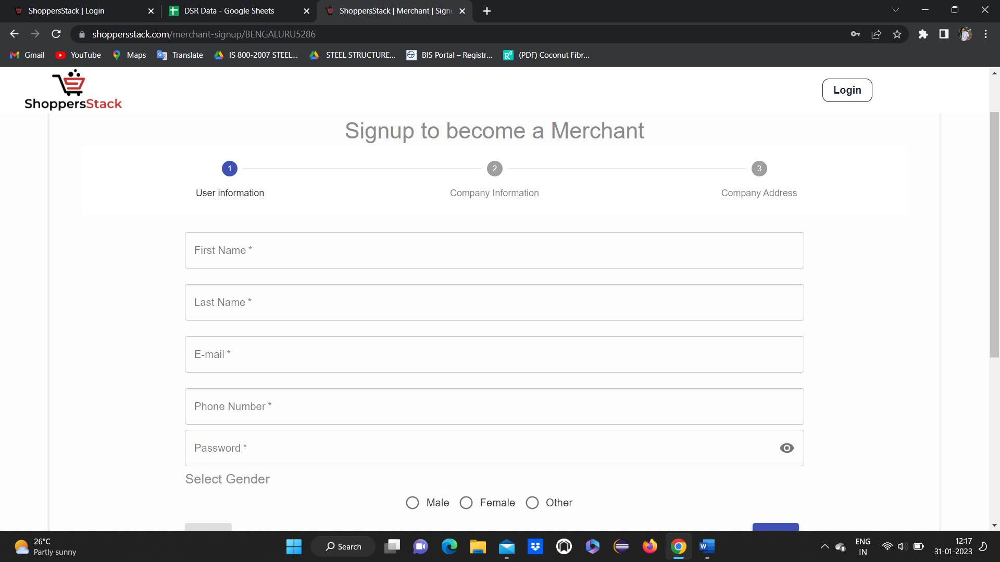 ShoppersStack | Login
DSR Data - Google Sheets
ShoppersStack | Merchant | Signu
shoppersstack.com/merchant-signup/BENGALURU5286
Gmail
YouTube
Maps
Translate
IS 800-2007 STEEL...
STEEL STRUCTURE...
BIS Portal – Registr...
(PDF) Coconut Fibr...
ShoppersStack
Login
Signup to become a Merchant
1
2
3
User information
Company Information
Company Address
First Name *
Last Name *
E-mail *
Phone Number *
Password *
Select Gender
Male
Female
Other
26°C
Partly sunny
Search
ENG
IN
12:17
31-01-2023